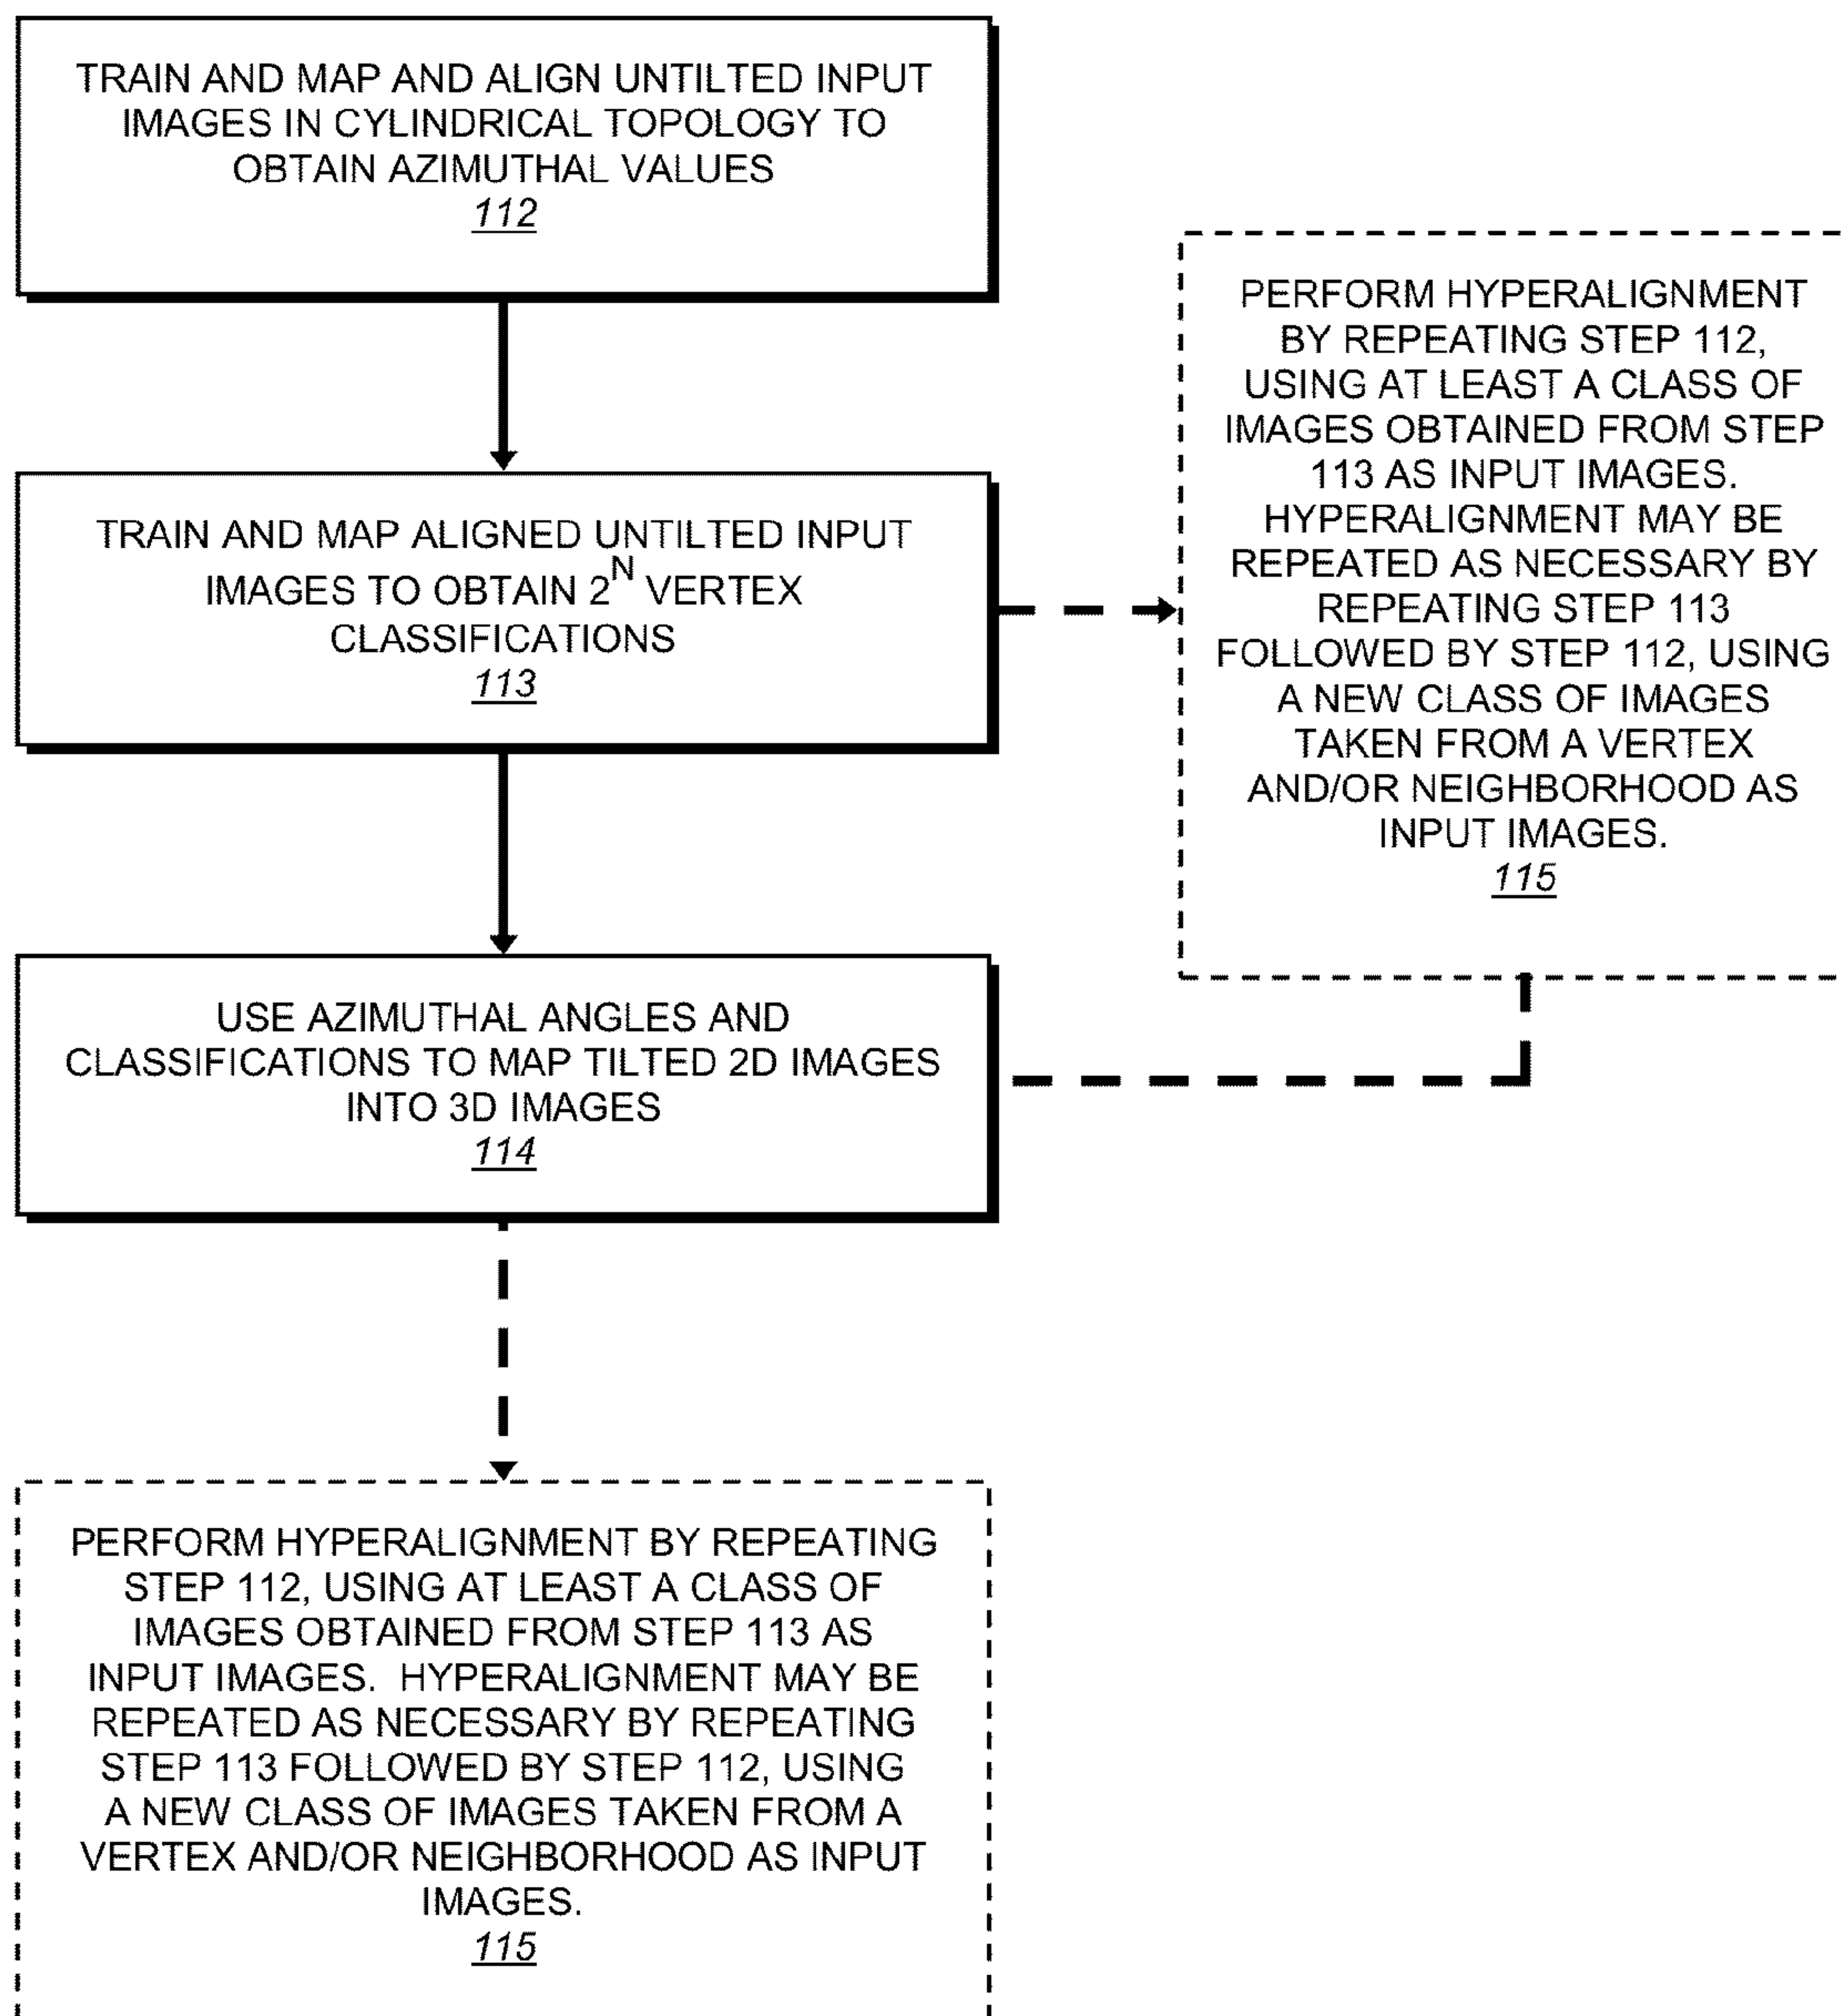 TRAIN AND MAP AND ALIGN UNTILTED INPUT
IMAGES IN CYLINDRICAL TOPOLOGY TO
OBTAIN AZIMUTHAL VALUES
112
TRAIN AND MAP ALIGNED UNTILTED INPUT
IMAGES TO OBTAIN 2^N VERTEX
CLASSIFICATIONS
113
PERFORM HYPERALIGNMENT
BY REPEATING STEP 112,
USING AT LEAST A CLASS OF
IMAGES OBTAINED FROM STEP
113 AS INPUT IMAGES.
HYPERALIGNMENT MAY BE
REPEATED AS NECESSARY BY
REPEATING STEP 113
FOLLOWED BY STEP 112, USING
A NEW CLASS OF IMAGES
TAKEN FROM A VERTEX
AND/OR NEIGHBORHOOD AS
INPUT IMAGES.
115
USE AZIMUTHAL ANGLES AND
CLASSIFICATIONS TO MAP TILTED 2D IMAGES
INTO 3D IMAGES
114
PERFORM HYPERALIGNMENT BY REPEATING
STEP 112, USING AT LEAST A CLASS OF
IMAGES OBTAINED FROM STEP 113 AS
INPUT IMAGES. HYPERALIGNMENT MAY BE
REPEATED AS NECESSARY BY REPEATING
STEP 113 FOLLOWED BY STEP 112, USING
A NEW CLASS OF IMAGES TAKEN FROM A
VERTEX AND/OR NEIGHBORHOOD AS INPUT
IMAGES.
115